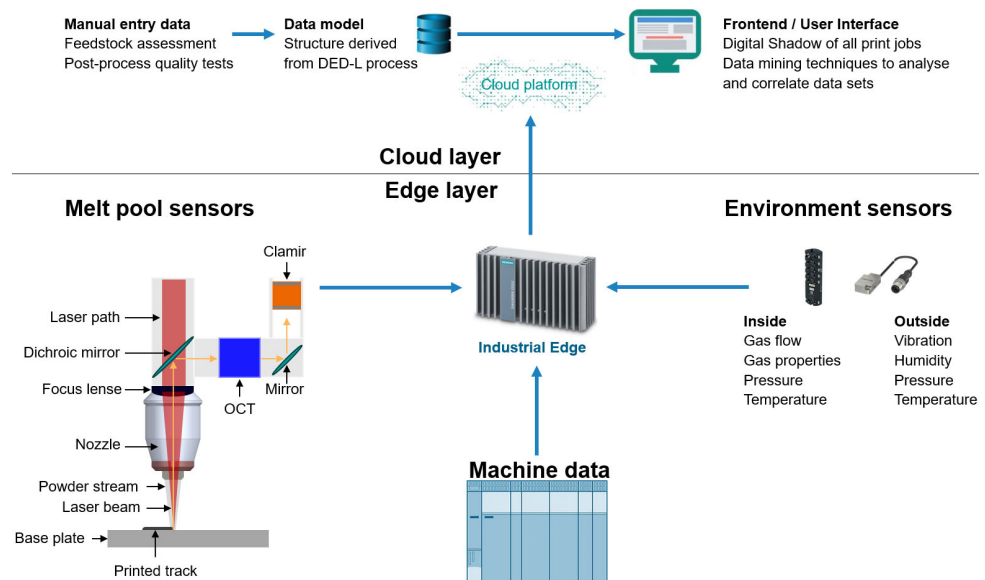 Manual entry data
Feedstock assessment
Post-process quality tests
Data model
Structure derived
from DED-L process
Frontend / User Interface
Digital Shadow of all print jobs
Data mining techniques to analyse
and correlate data sets
Cloud platform
Cloud layer
Edge layer
Melt pool sensors
Clamir
Laser path
Dichroic mirror
Focus lense
OCT
Mirror
Nozzle
Powder stream
Laser beam
Base plate
Printed track
Industrial Edge
Machine data
Environment sensors
Inside
Gas flow
Gas properties
Pressure
Temperature
Outside
Vibration
Humidity
Pressure
Temperature